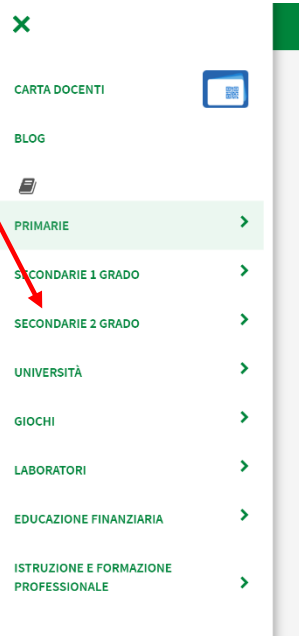 CARTA DOCENTI
BLOG
PRIMARIE
SECONDARIE 1 GRADO
SECONDARIE 2 GRADO
UNIVERSITÀ
GIOCHI
LABORATORI
EDUCAZIONE FINANZIARIA
ISTRUZIONE E FORMAZIONE
PROFESSIONALE